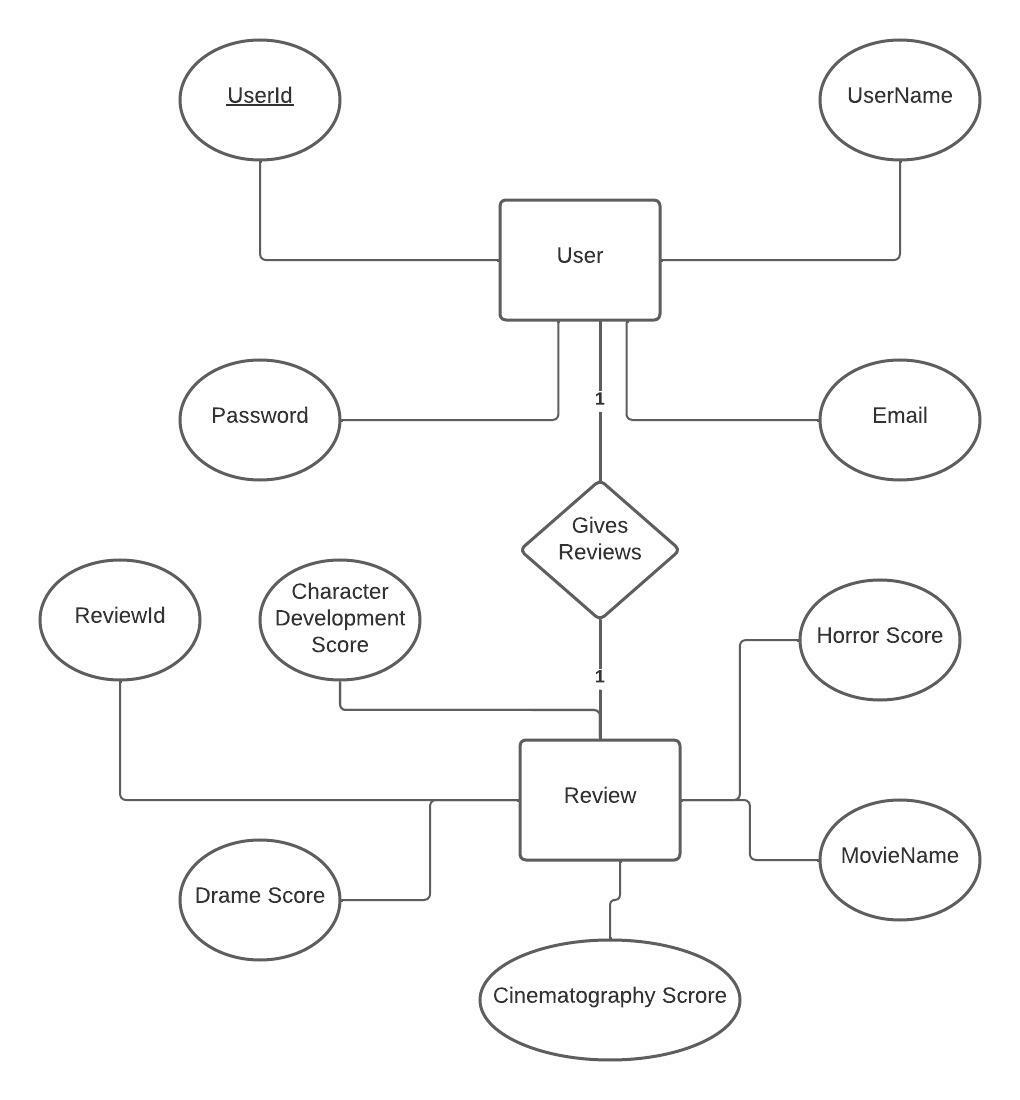 UserId
UserName
User
Password
1
Email
Gives
Reviews
ReviewId
Character
Development
Score
Horror Score
1
Review
MovieName
Drame Score
Cinematography Scrore